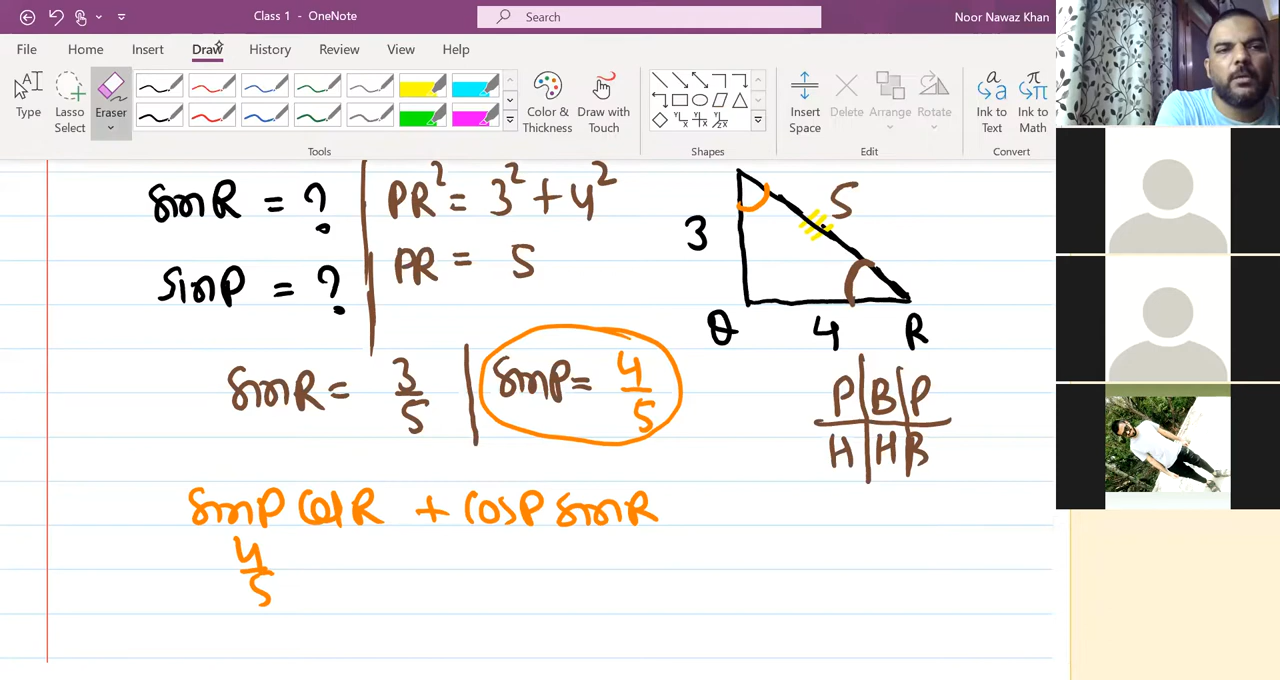 Class 1 - OneNote
Search
Noor Nawaz Khan
File Home Insert Draw History Review View Help
Type
Lasso Select
Eraser
Color & Thickness
Draw with Touch
Insert Space
Delete
Arrange
Rotate
Ink to Text
Ink to Math
Tools
Shapes
Edit
Convert
sinR = ?
PR² = 3² + 4²
sinP = ?
PR = 5
3
5
Q 4 R
sinR = 3/5
sinP = 4/5
P B P
H H B
sinP cosR + cosP sinR
4/5